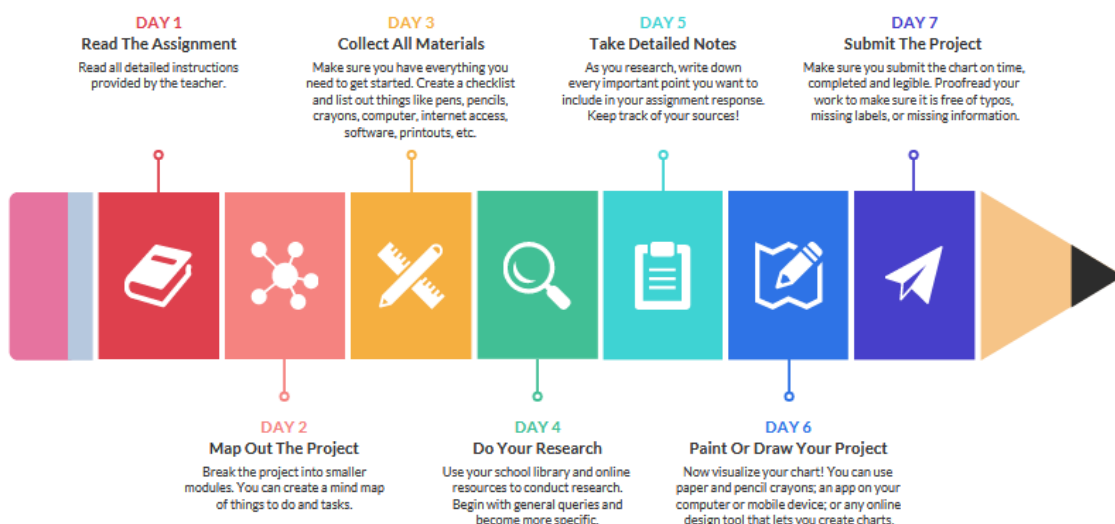 DAY 1
Read The Assignment
Read all detailed instructions
provided by the teacher.
DAY 3
Collect All Materials
Make sure you have everything you
need to get started. Create a checklist
and list out things like pens, pencils,
crayons, computer, internet access,
software, printouts, etc.
DAY 5
Take Detailed Notes
As you research, write down
every important point you want to
include in your assignment response.
Keep track of your sources!
DAY 7
Submit The Project
Make sure you submit the chart on time,
completed and legible. Proofread your
work to make sure it is free of typos,
missing labels, or missing information.
DAY 2
Map Out The Project
Break the project into smaller
modules. You can create a mind map
of things to do and tasks.
DAY 4
Do Your Research
Use your school library and online
resources to conduct research.
Begin with general queries and
become more specific.
DAY 6
Paint Or Draw Your Project
Now visualize your chart! You can use
paper and pencil crayons; an app on your
computer or mobile device; or any online
design tool that lets you create charts.